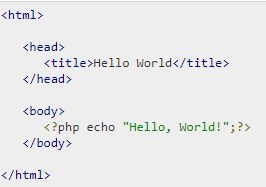 <html>
<head>
<title>Hello World</title>
</head>
<body>
<?php echo "Hello, World!";?>
</body>
</html>